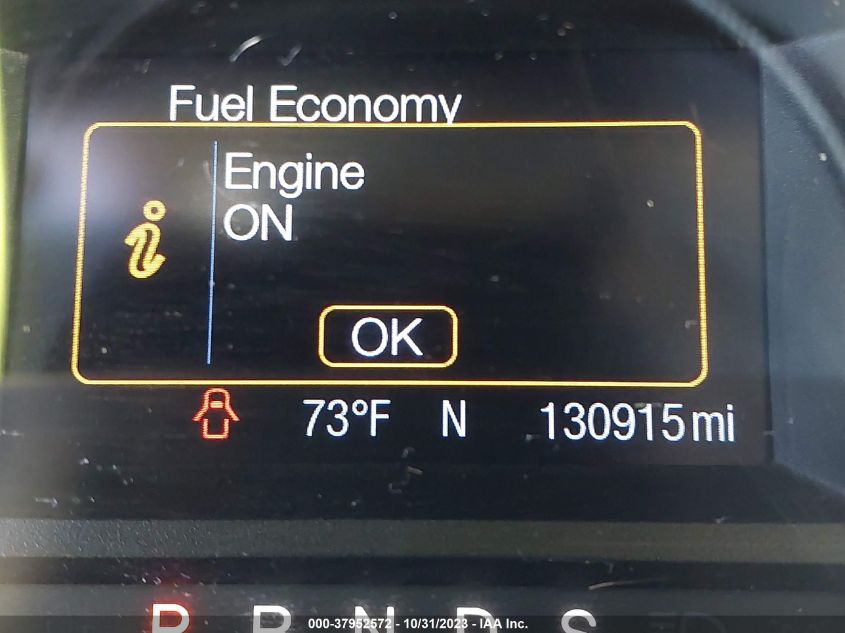 Fuel Economy
Engine
ON
OK
73°F N 130915mi
P R N D S
000-37952572 - 10/31/2023 - IAA Inc.